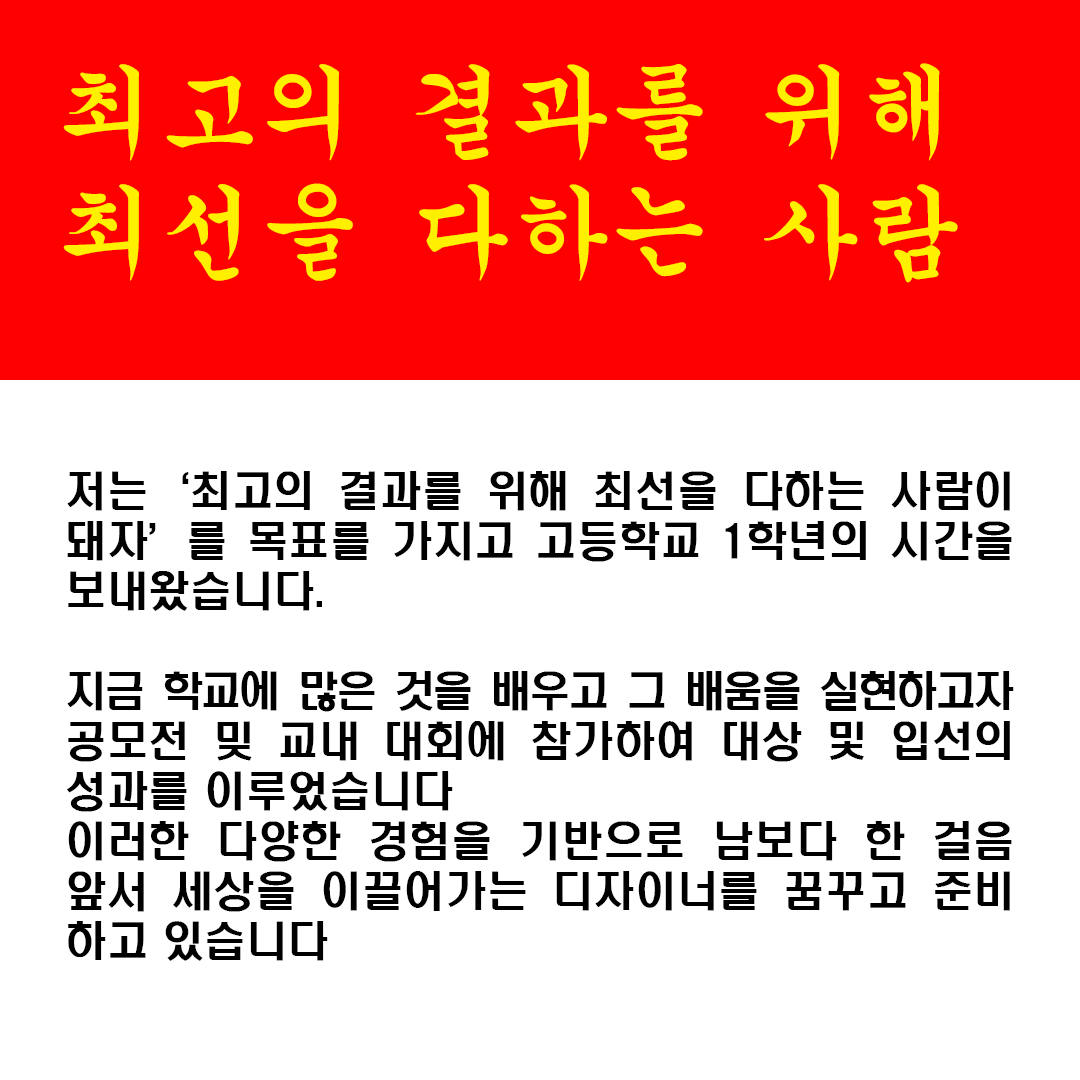 최고의 결과를 위해
최선을 다하는 사람
저는 ‘최고의 결과를 위해 최선을 다하는 사람이
돼자’ 를 목표를 가지고 고등학교 1학년의 시간을
보내왔습니다.
지금 학교에 많은 것을 배우고 그 배움을 실현하고자
공모전 및 교내 대회에 참가하여 대상 및 입선의
성과를 이루었습니다
이러한 다양한 경험을 기반으로 남보다 한 걸음
앞서 세상을 이끌어가는 디자이너를 꿈꾸고 준비
하고 있습니다